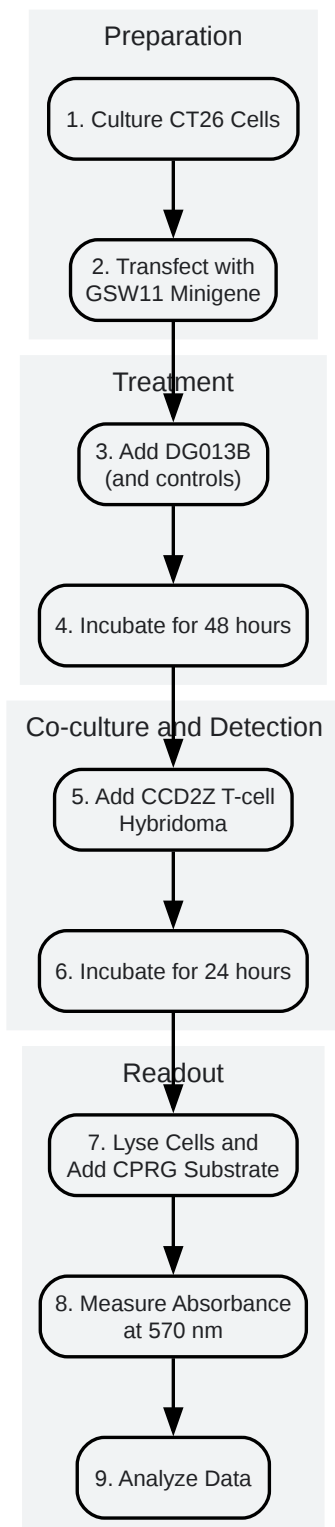 Preparation
1. Culture CT26 Cells
2. Transfect with
GSW11 Minigene
Treatment
3. Add DG013B
(and controls)
4. Incubate for 48 hours
Co-culture and Detection
5. Add CCD2Z T-cell
Hybridoma
6. Incubate for 24 hours
Readout
7. Lyse Cells and
Add CPRG Substrate
8. Measure Absorbance
at 570 nm
9. Analyze Data